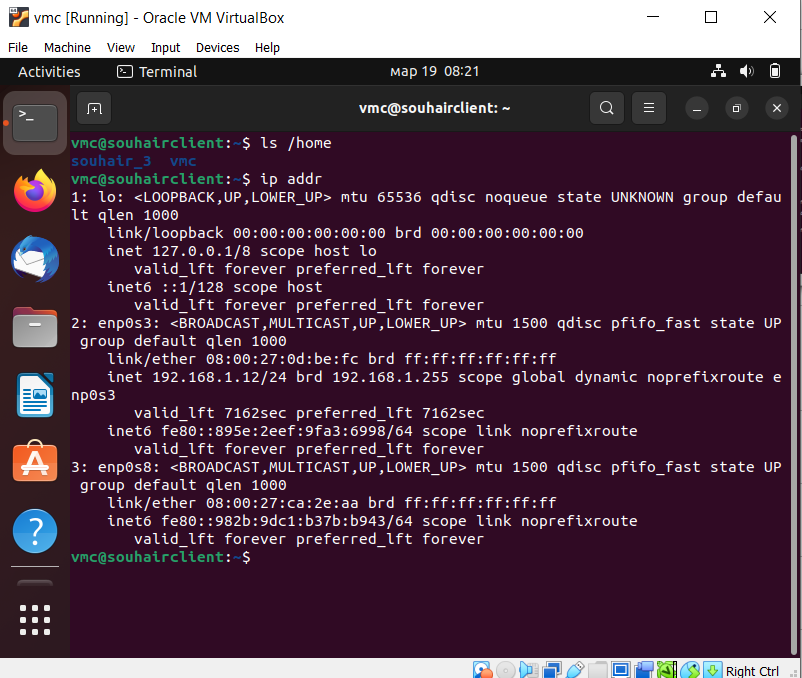 vmc [Running] - Oracle VM VirtualBox
File Machine View Input Devices Help
Activities Terminal мар 19 08:21
vmc@souhairclient: ~
vmc@souhairclient:~$ ls /home
souhair_3 vmc
vmc@souhairclient:~$ ip addr
1: lo: <LOOPBACK,UP,LOWER_UP> mtu 65536 qdisc noqueue state UNKNOWN group defau
lt qlen 1000
link/loopback 00:00:00:00:00:00 brd 00:00:00:00:00:00
inet 127.0.0.1/8 scope host lo
valid_lft forever preferred_lft forever
inet6 ::1/128 scope host
valid_lft forever preferred_lft forever
2: enp0s3: <BROADCAST,MULTICAST,UP,LOWER_UP> mtu 1500 qdisc pfifo_fast state UP
group default qlen 1000
link/ether 08:00:27:0d:be:fc brd ff:ff:ff:ff:ff:ff
inet 192.168.1.12/24 brd 192.168.1.255 scope global dynamic noprefixroute e
np0s3
valid_lft 7162sec preferred_lft 7162sec
inet6 fe80::895e:2eef:9fa3:6998/64 scope link noprefixroute
valid_lft forever preferred_lft forever
3: enp0s8: <BROADCAST,MULTICAST,UP,LOWER_UP> mtu 1500 qdisc pfifo_fast state UP
group default qlen 1000
link/ether 08:00:27:ca:2e:aa brd ff:ff:ff:ff:ff:ff
inet6 fe80::982b:9dc1:b37b:b943/64 scope link noprefixroute
valid_lft forever preferred_lft forever
vmc@souhairclient:~$
Right Ctrl